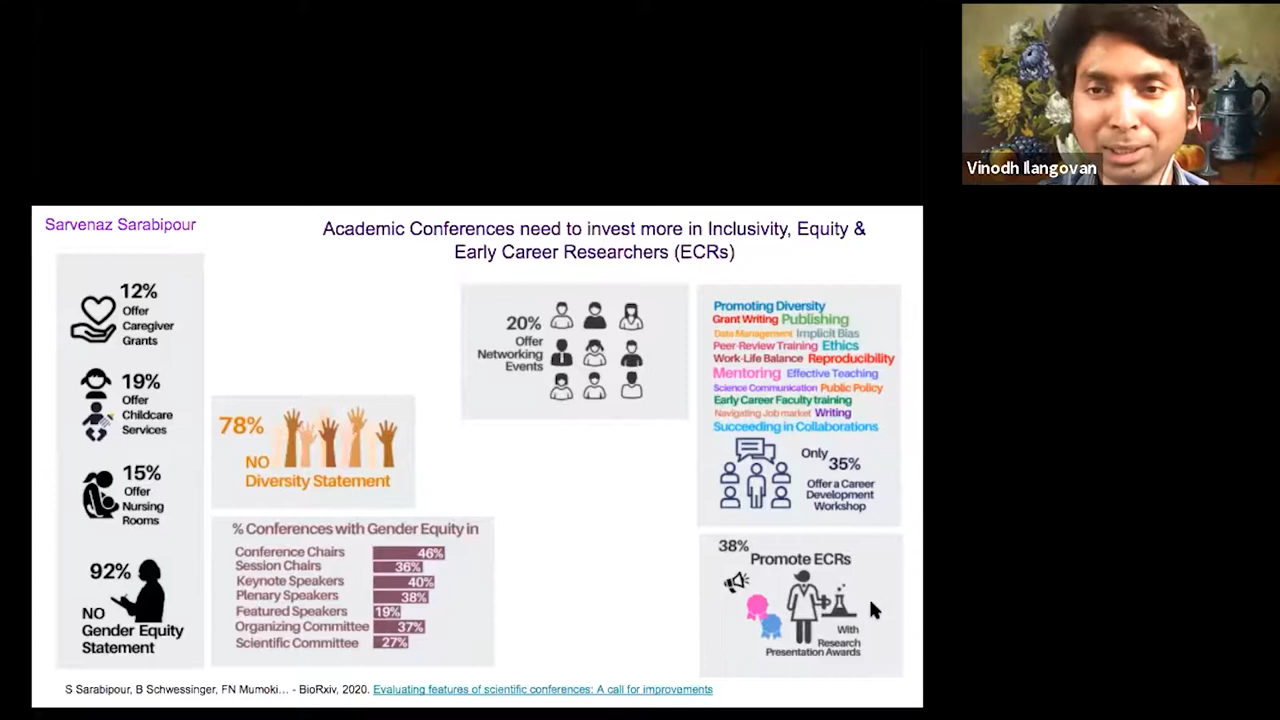 Vinodh Ilangovan
Sarvenaz Sarabipour
Academic Conferences need to invest more in Inclusivity, Equity &
Early Career Researchers (ECRs)
12%
Offer
Caregiver
Grants
19%
Offer
Childcare
Services
15%
Offer
Nursing
Rooms
92%
NO
Gender Equity
Statement
78%
NO
Diversity Statement
% Conferences with Gender Equity in
Conference Chairs 46%
Session Chairs 36%
Keynote Speakers 40%
Plenary Speakers 38%
Featured Speakers 19%
Organizing Committee 37%
Scientific Committee 27%
20%
Offer
Networking
Events
Promoting Diversity
Grant Writing Publishing
Data Management Implicit Bias
Peer-Review Training Ethics
Work-Life Balance Reproducibility
Mentoring Effective Teaching
Science Communication Public Policy
Early Career Faculty training
Navigating Job market Writing
Succeeding in Collaborations
Only
35%
Offer a Career
Development
Workshop
38%
Promote ECRs
With
Research
Presentation Awards
S Sarabipour, B Schwessinger, FN Mumoki... - BioRxiv, 2020. Evaluating features of scientific conferences: A call for improvements